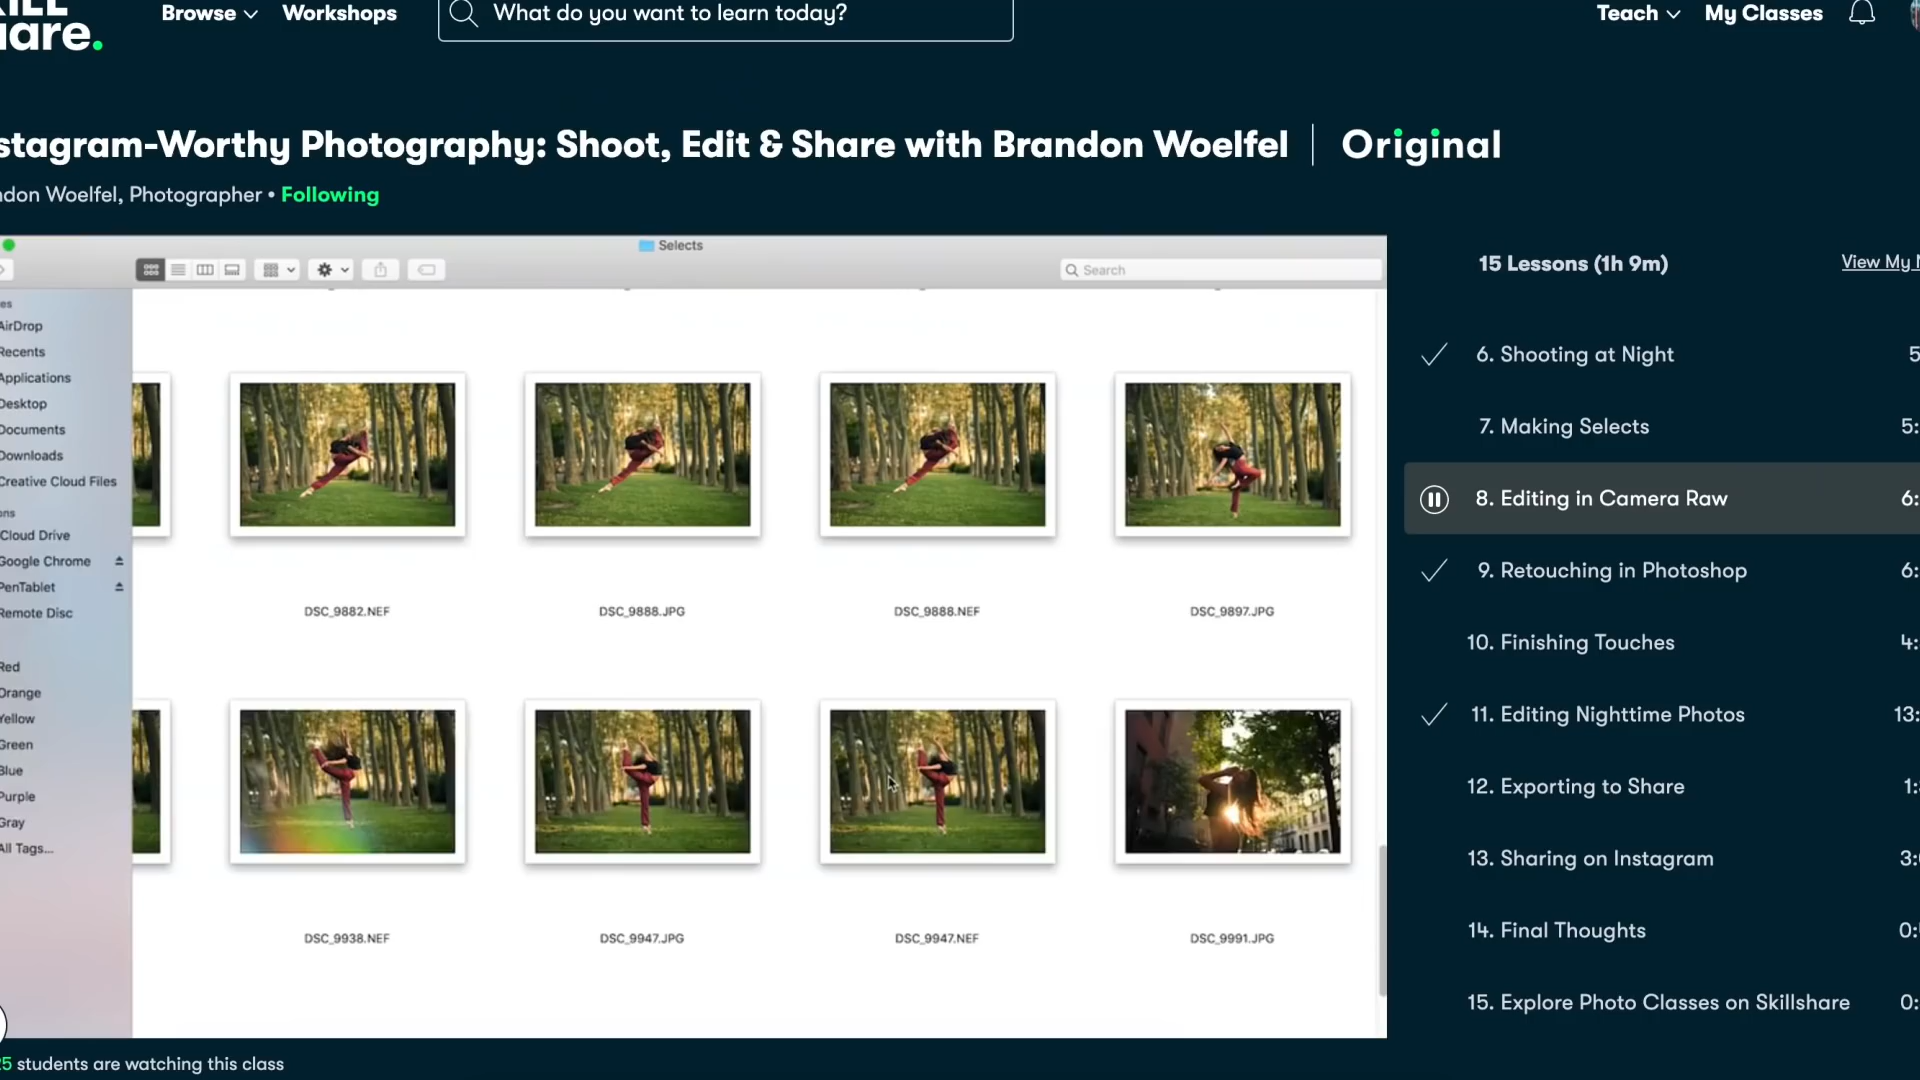 Browse
Workshops
What do you want to learn today?
Teach
My Classes
stagram-Worthy Photography: Shoot, Edit & Share with Brandon Woelfel | Original
don Woelfel, Photographer • Following
Selects
Search
15 Lessons (1h 9m)
View My
AirDrop
Recents
Applications
Desktop
Documents
Downloads
Creative Cloud Files
iCloud Drive
Google Chrome
PenTablet
Remote Disc
Red
Orange
Yellow
Green
Blue
Purple
Gray
All Tags...
DSC_9882.NEF
DSC_9888.JPG
DSC_9888.NEF
DSC_9897.JPG
DSC_9938.NEF
DSC_9947.JPG
DSC_9947.NEF
DSC_9991.JPG
6. Shooting at Night
7. Making Selects
8. Editing in Camera Raw
9. Retouching in Photoshop
10. Finishing Touches
11. Editing Nighttime Photos
12. Exporting to Share
13. Sharing on Instagram
14. Final Thoughts
15. Explore Photo Classes on Skillshare
5 students are watching this class